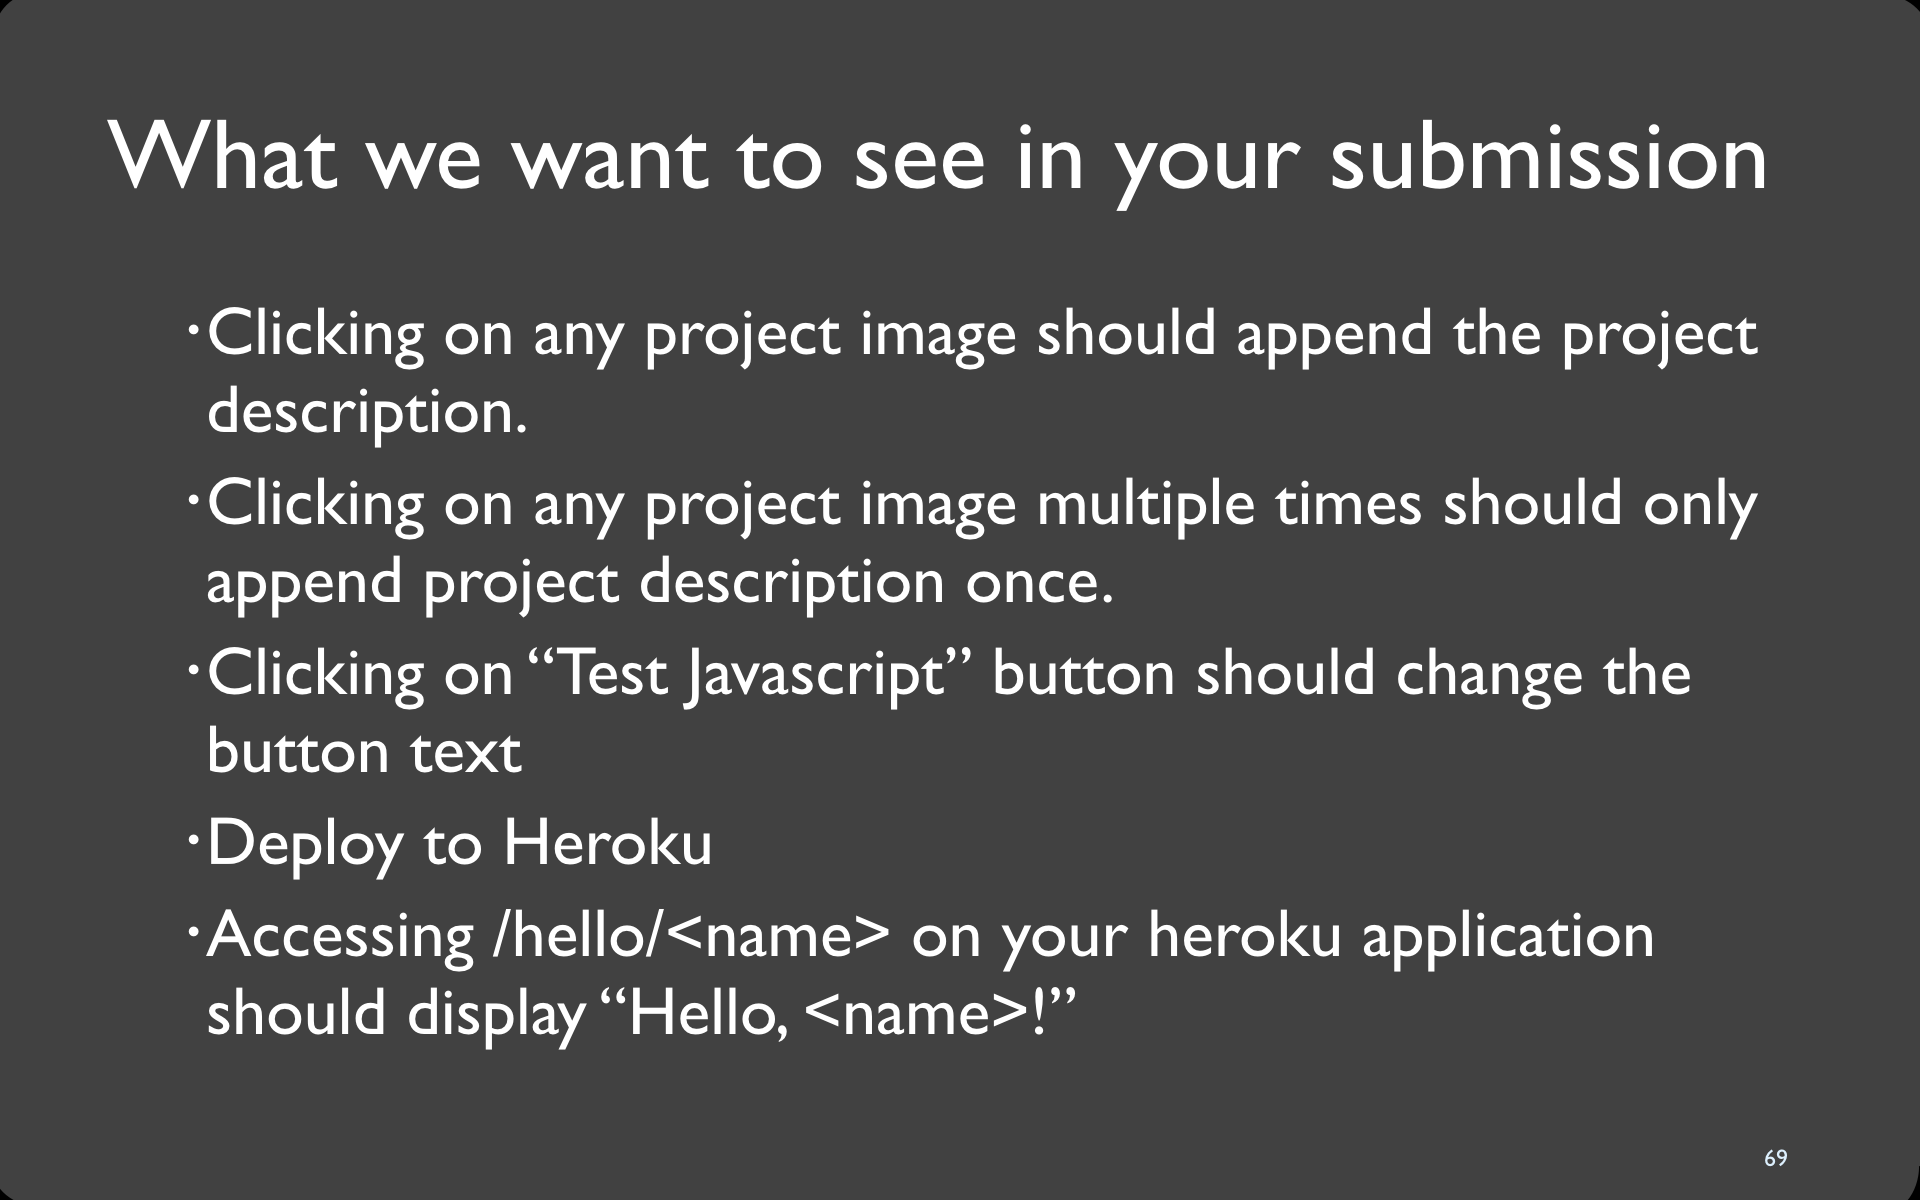 What we want to see in your submission
•Clicking on any project image should append the project
description.
•Clicking on any project image multiple times should only
append project description once.
•Clicking on “Test Javascript” button should change the
button text
•Deploy to Heroku
•Accessing /hello/<name> on your heroku application
should display “Hello, <name>!”
69